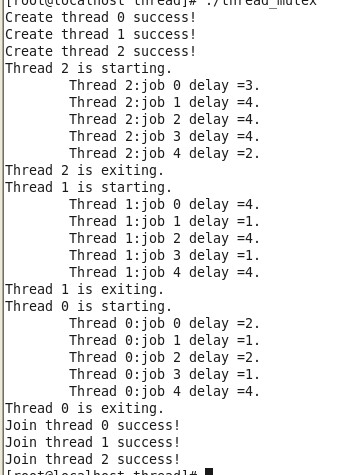 [root@localhost thread]# ./thread_mutex
Create thread 0 success!
Create thread 1 success!
Create thread 2 success!
Thread 2 is starting.
Thread 2:job 0 delay =3.
Thread 2:job 1 delay =4.
Thread 2:job 2 delay =4.
Thread 2:job 3 delay =4.
Thread 2:job 4 delay =2.
Thread 2 is exiting.
Thread 1 is starting.
Thread 1:job 0 delay =4.
Thread 1:job 1 delay =1.
Thread 1:job 2 delay =4.
Thread 1:job 3 delay =1.
Thread 1:job 4 delay =4.
Thread 1 is exiting.
Thread 0 is starting.
Thread 0:job 0 delay =2.
Thread 0:job 1 delay =1.
Thread 0:job 2 delay =2.
Thread 0:job 3 delay =1.
Thread 0:job 4 delay =4.
Thread 0 is exiting.
Join thread 0 success!
Join thread 1 success!
Join thread 2 success!
[root@localhost thread]#